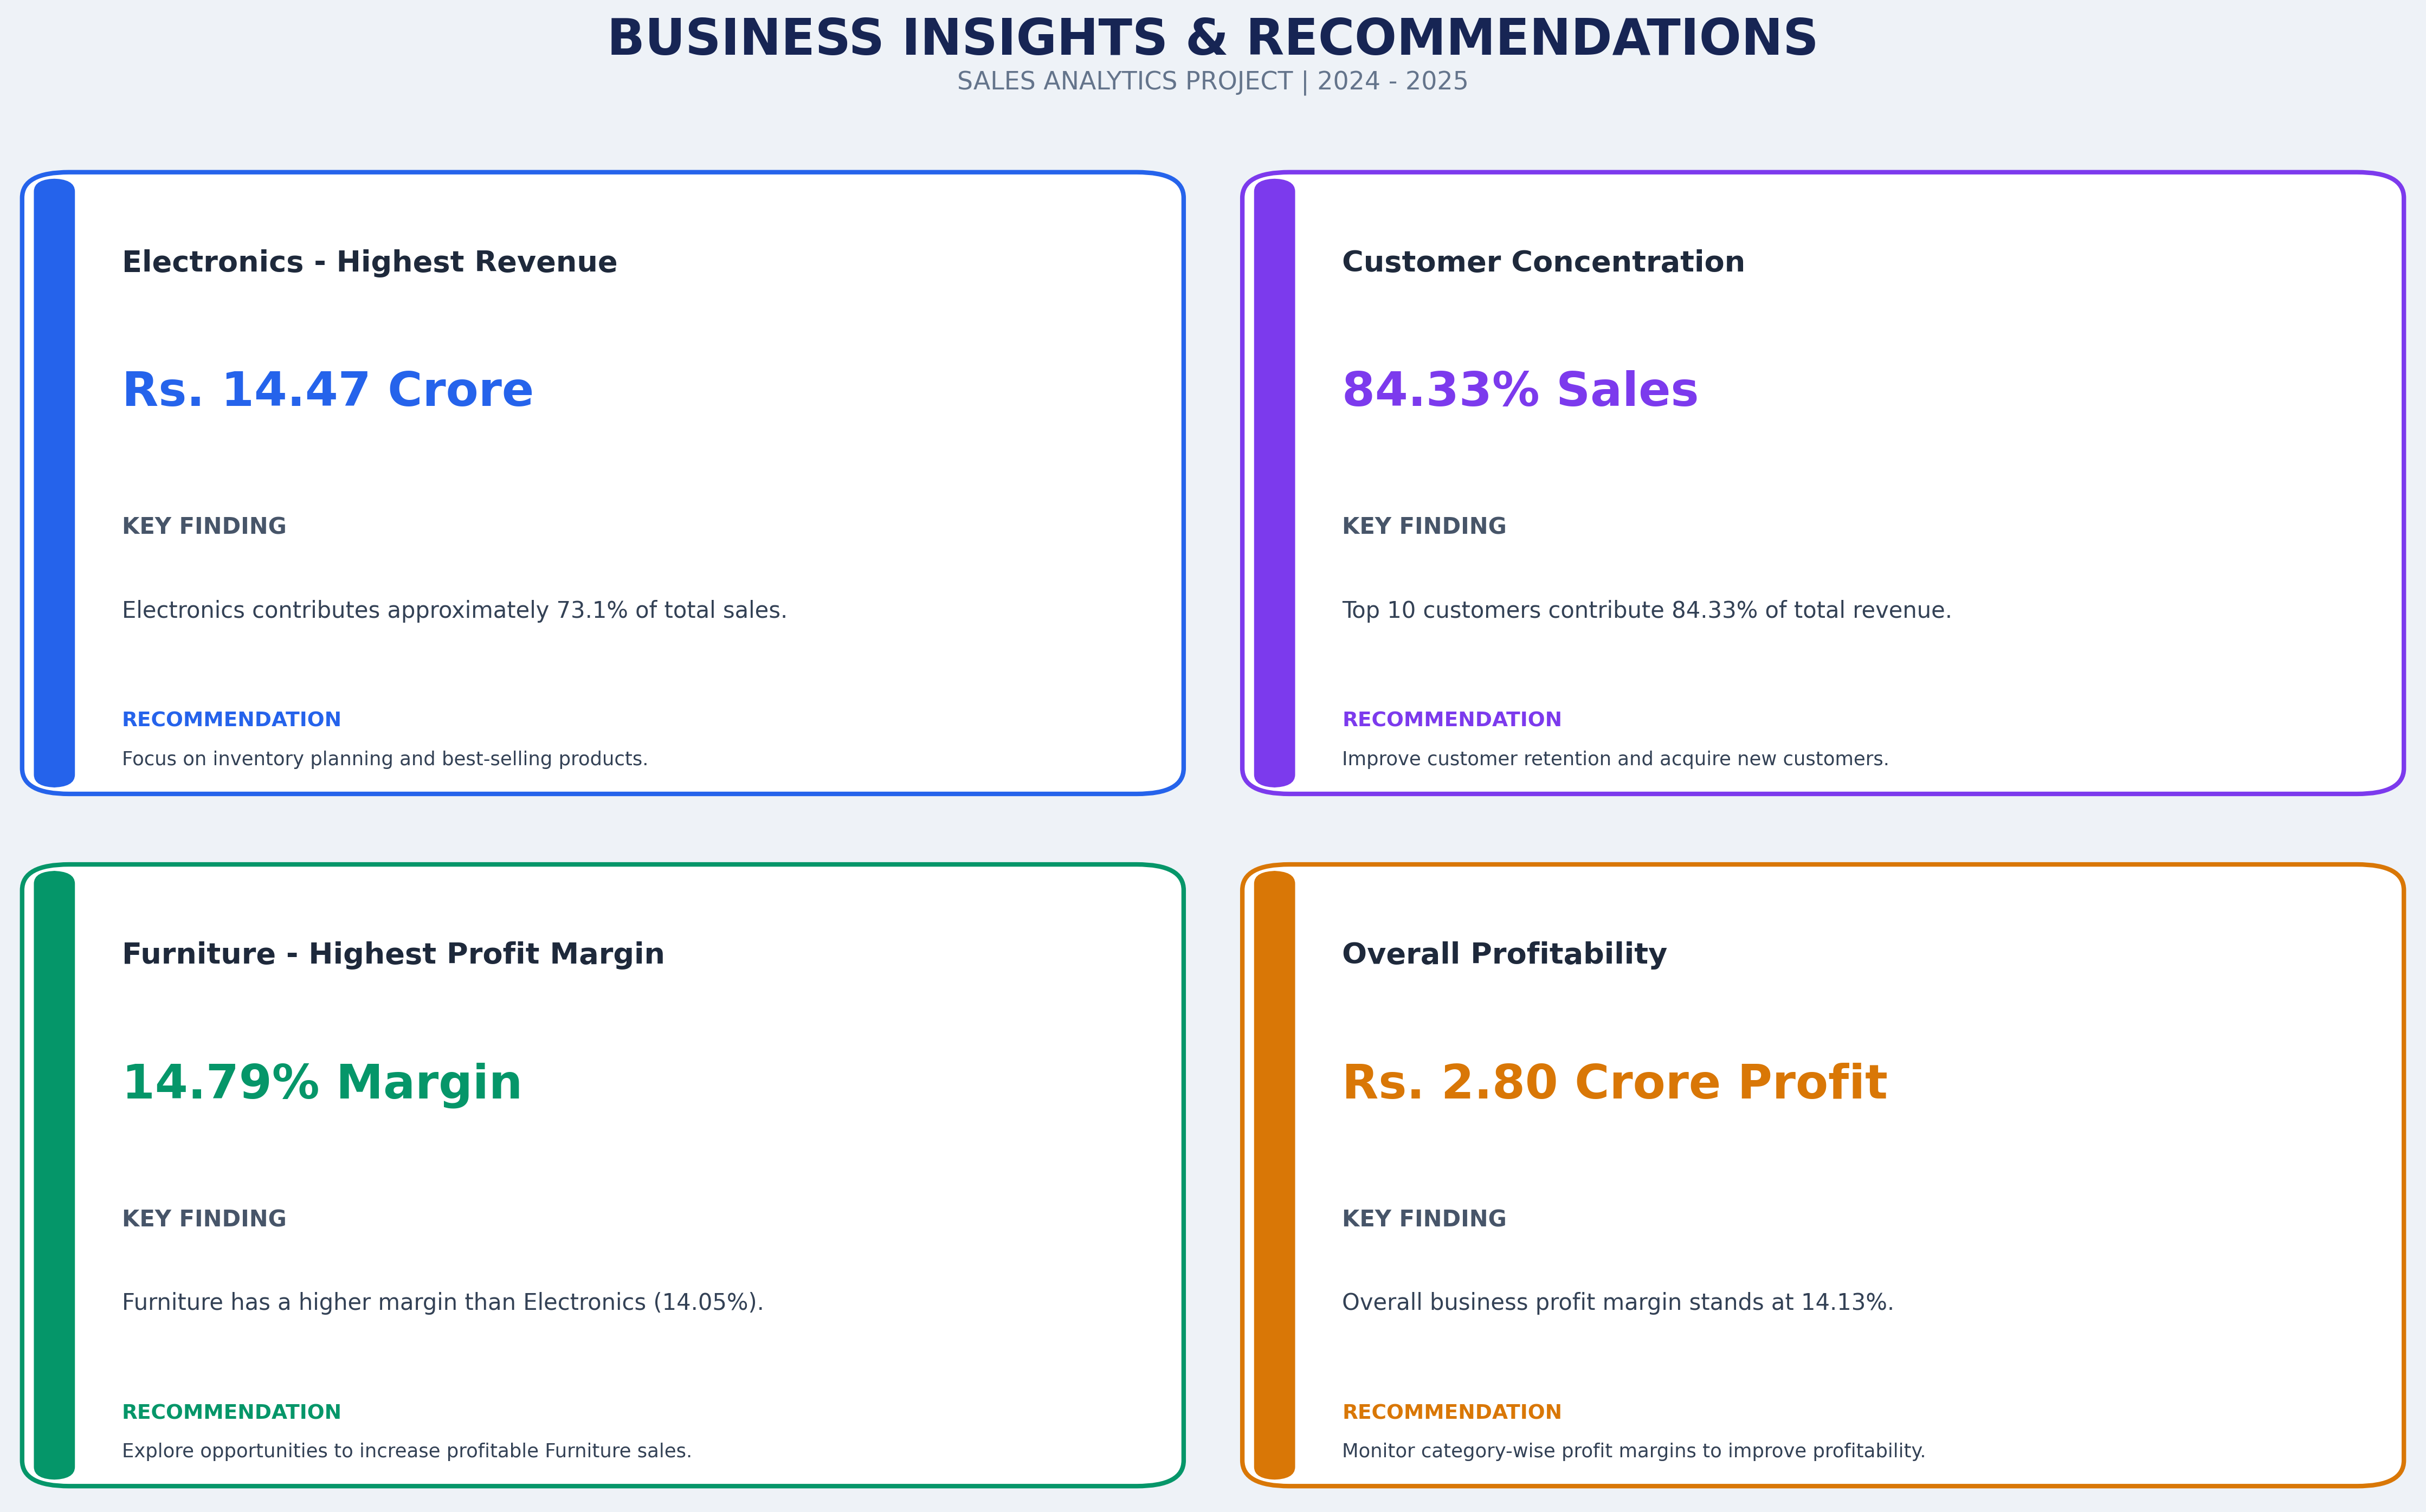 BUSINESS INSIGHTS & RECOMMENDATIONS
SALES ANALYTICS PROJECT | 2024 - 2025
Electronics - Highest Revenue
Rs. 14.47 Crore
KEY FINDING
Electronics contributes approximately 73.1% of total sales.
RECOMMENDATION
Focus on inventory planning and best-selling products.
Customer Concentration
84.33% Sales
KEY FINDING
Top 10 customers contribute 84.33% of total revenue.
RECOMMENDATION
Improve customer retention and acquire new customers.
Furniture - Highest Profit Margin
14.79% Margin
KEY FINDING
Furniture has a higher margin than Electronics (14.05%).
RECOMMENDATION
Explore opportunities to increase profitable Furniture sales.
Overall Profitability
Rs. 2.80 Crore Profit
KEY FINDING
Overall business profit margin stands at 14.13%.
RECOMMENDATION
Monitor category-wise profit margins to improve profitability.